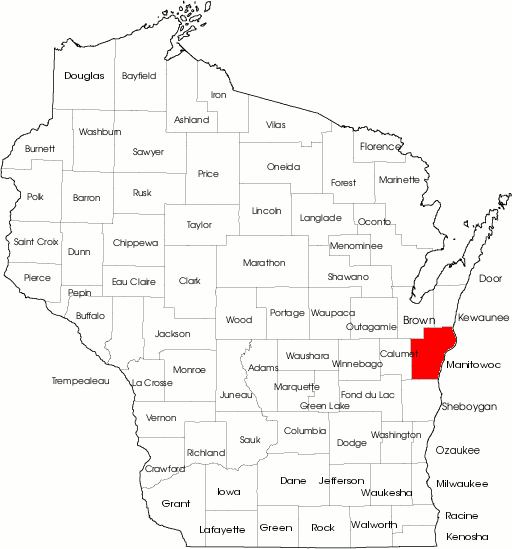 Douglas
Bayfield
Iron
Ashland
Vilas
Washburn
Burnett
Sawyer
Florence
Oneida
Price
Forest
Marinette
Polk
Barron
Rusk
Lincoln
Langlade
Oconto
Taylor
Saint Croix
Dunn
Chippewa
Menominee
Marathon
Shawano
Door
Pierce
Eau Claire
Clark
Pepin
Buffalo
Wood
Portage
Waupaca
Outagamie
Brown
Kewaunee
Jackson
Waushara
Winnebago
Calumet
Manitowoc
Adams
Monroe
Trempealeau
La Crosse
Juneau
Marquette
Green Lake
Fond du Lac
Sheboygan
Vernon
Columbia
Dodge
Washington
Sauk
Richland
Ozaukee
Crawford
Grant
Iowa
Dane
Jefferson
Waukesha
Milwaukee
Lafayette
Green
Rock
Walworth
Racine
Kenosha